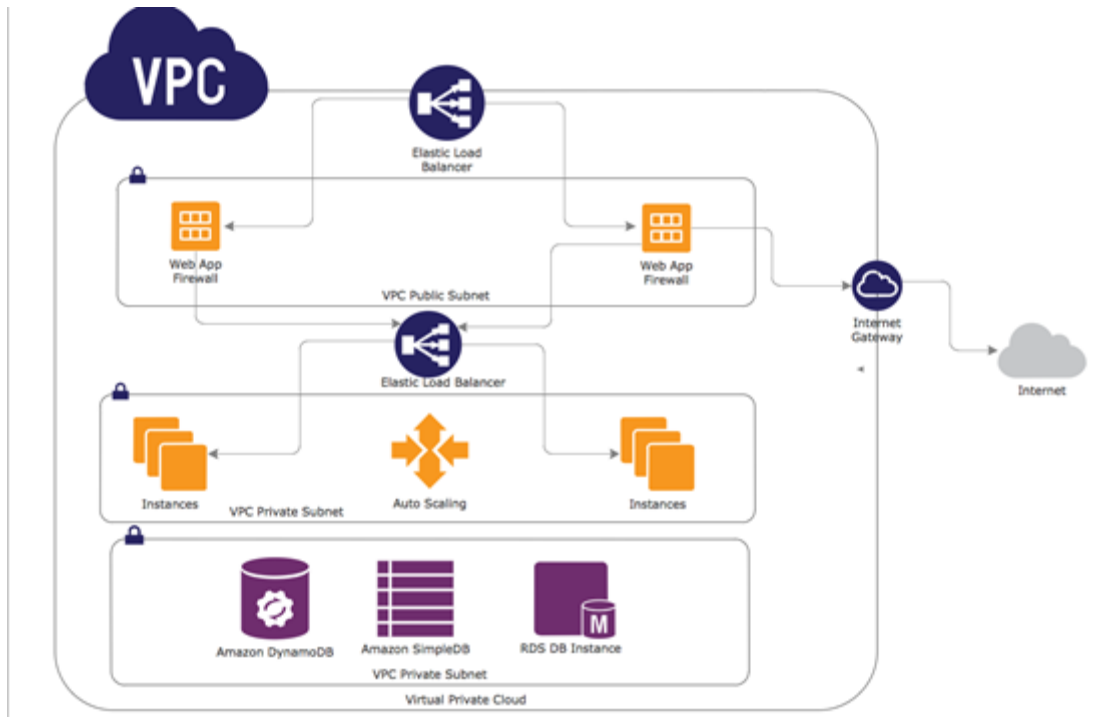 VPC
Elastic Load
Balancer
Web App
Firewall
Web App
Firewall
VPC Public Subnet
Internet
Gateway
Internet
Elastic Load Balancer
Instances
Auto Scaling
Instances
VPC Private Subnet
M
Amazon DynamoDB
Amazon SimpleDB
RDS DB Instance
VPC Private Subnet
Virtual Private Cloud